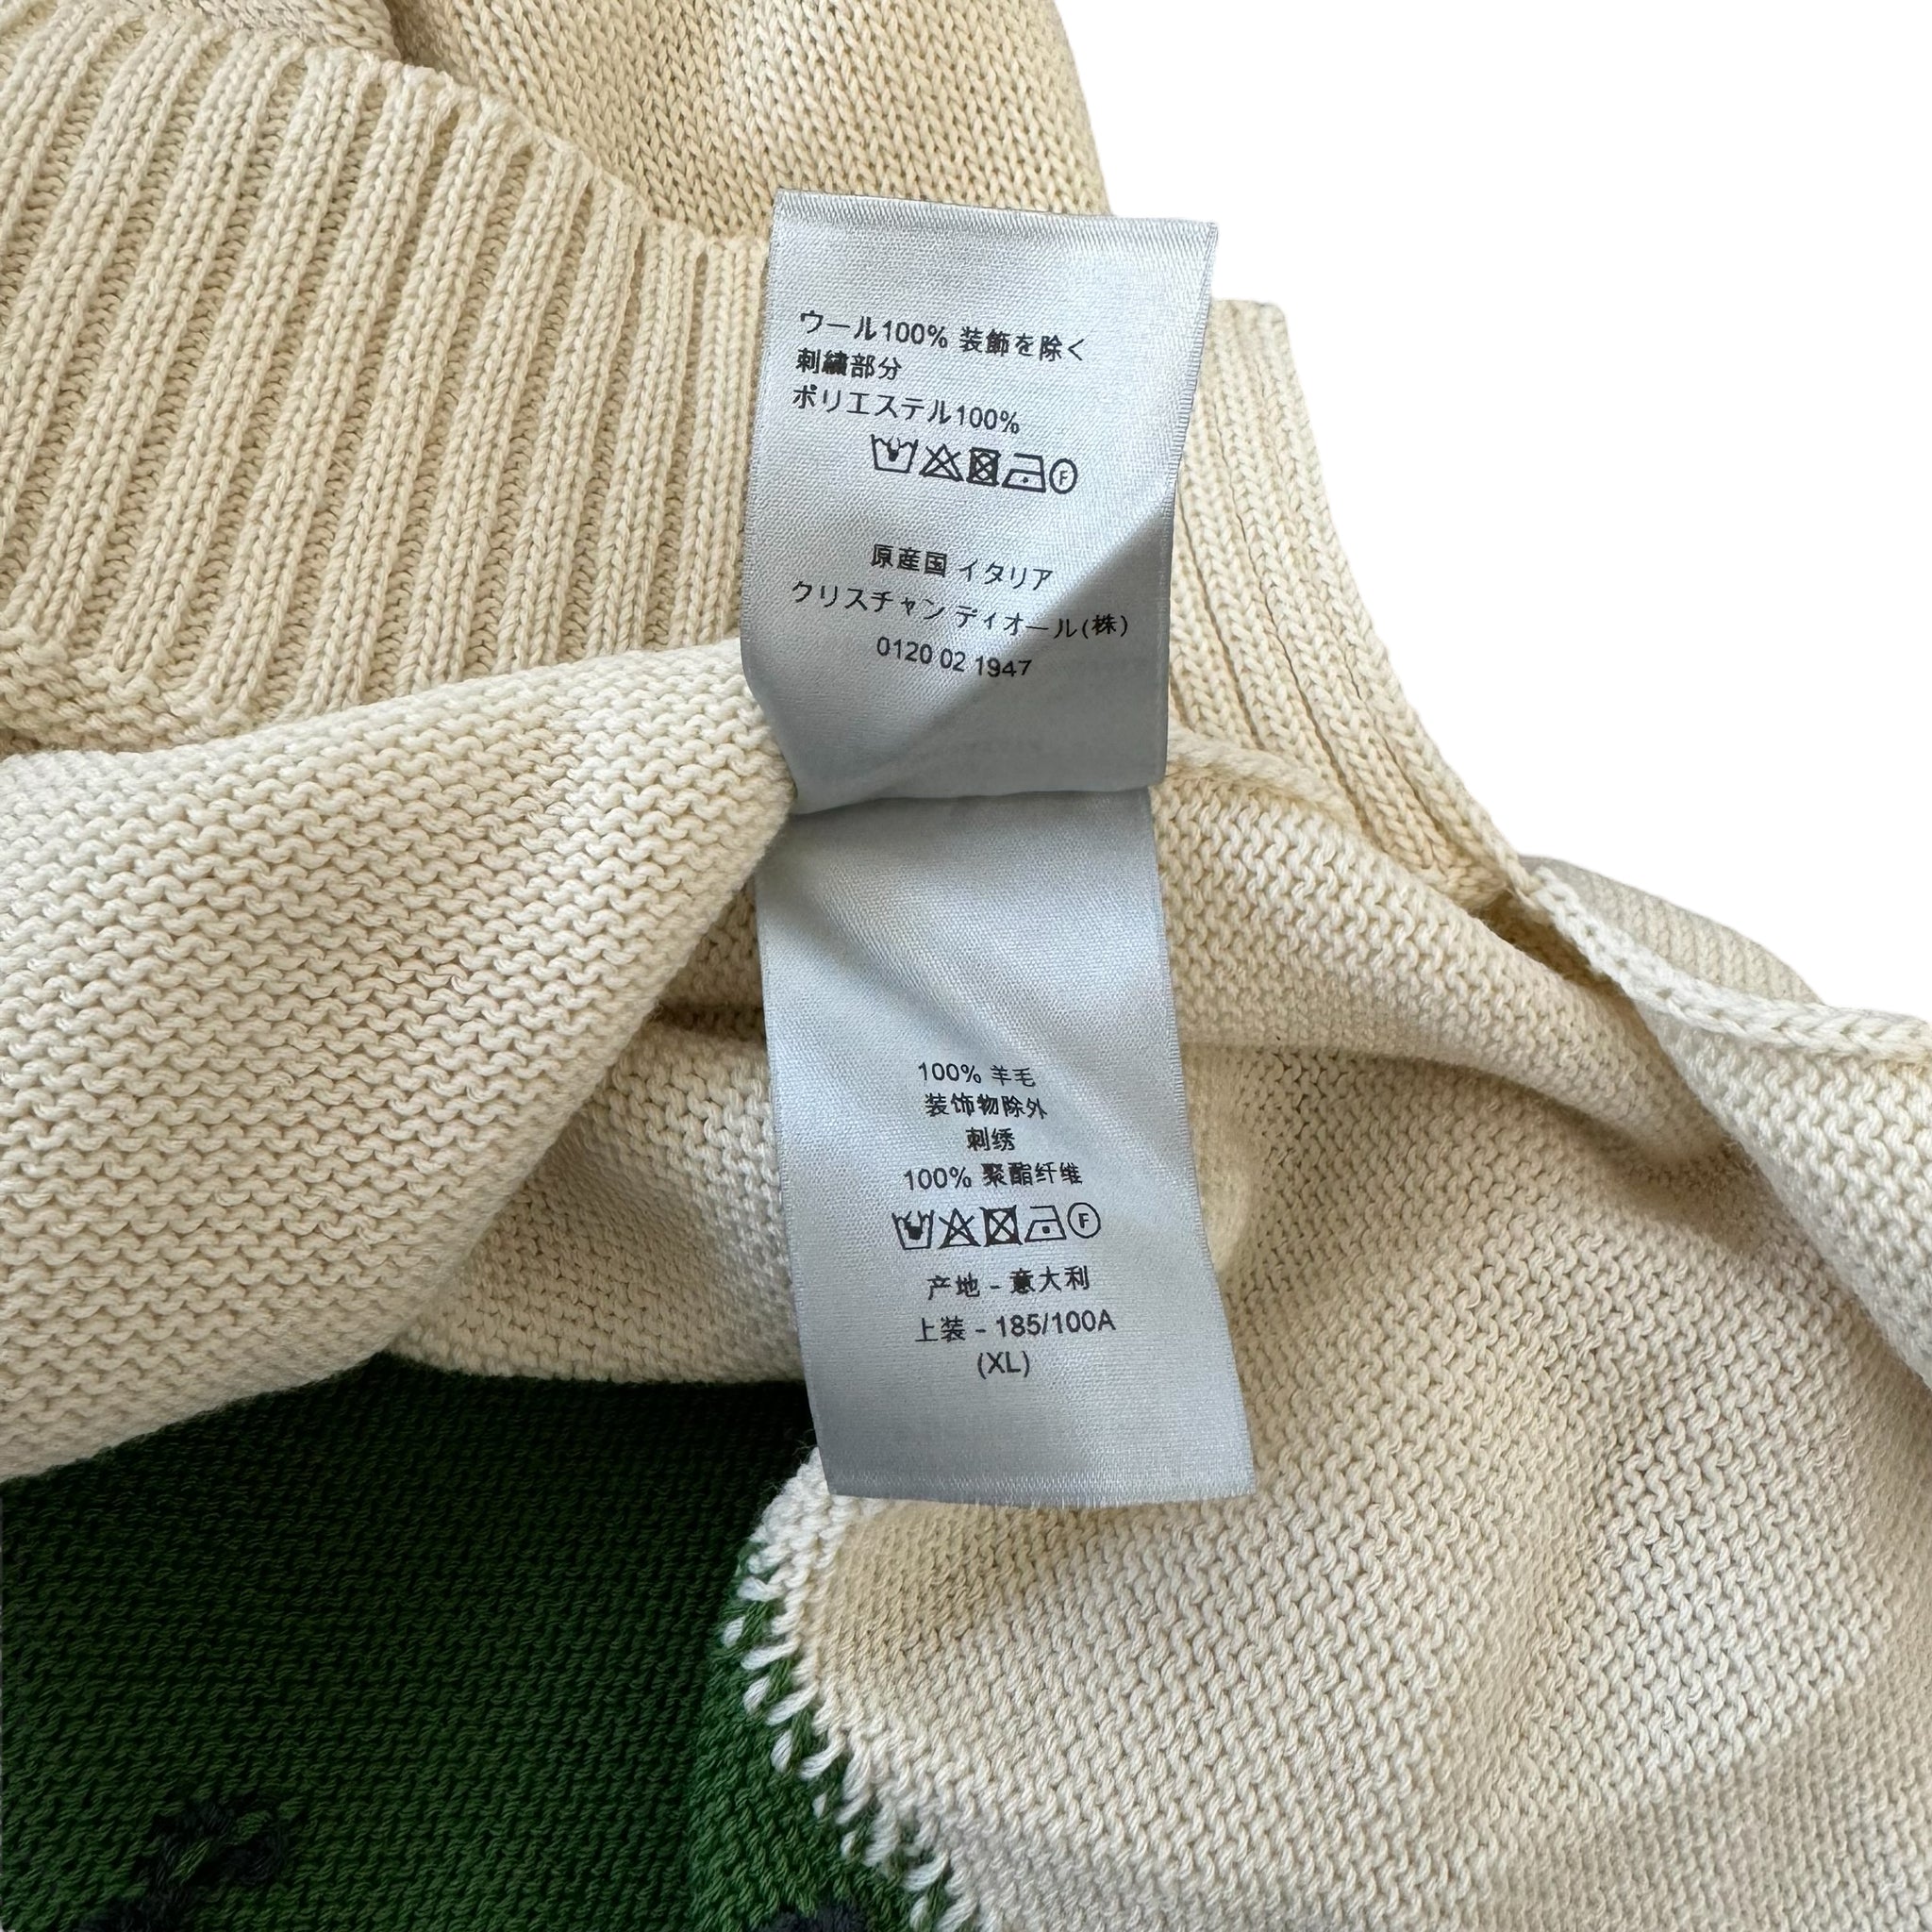 ウール100% 装飾を除く
刺繍部分
ポリエステル100%
F
原産国 イタリア
クリスチャン ディオール(株)
0120 02 1947
100% 羊毛
装饰物除外
刺绣
100% 聚酯纤维
F
产地 - 意大利
上装 - 185/100A
(XL)